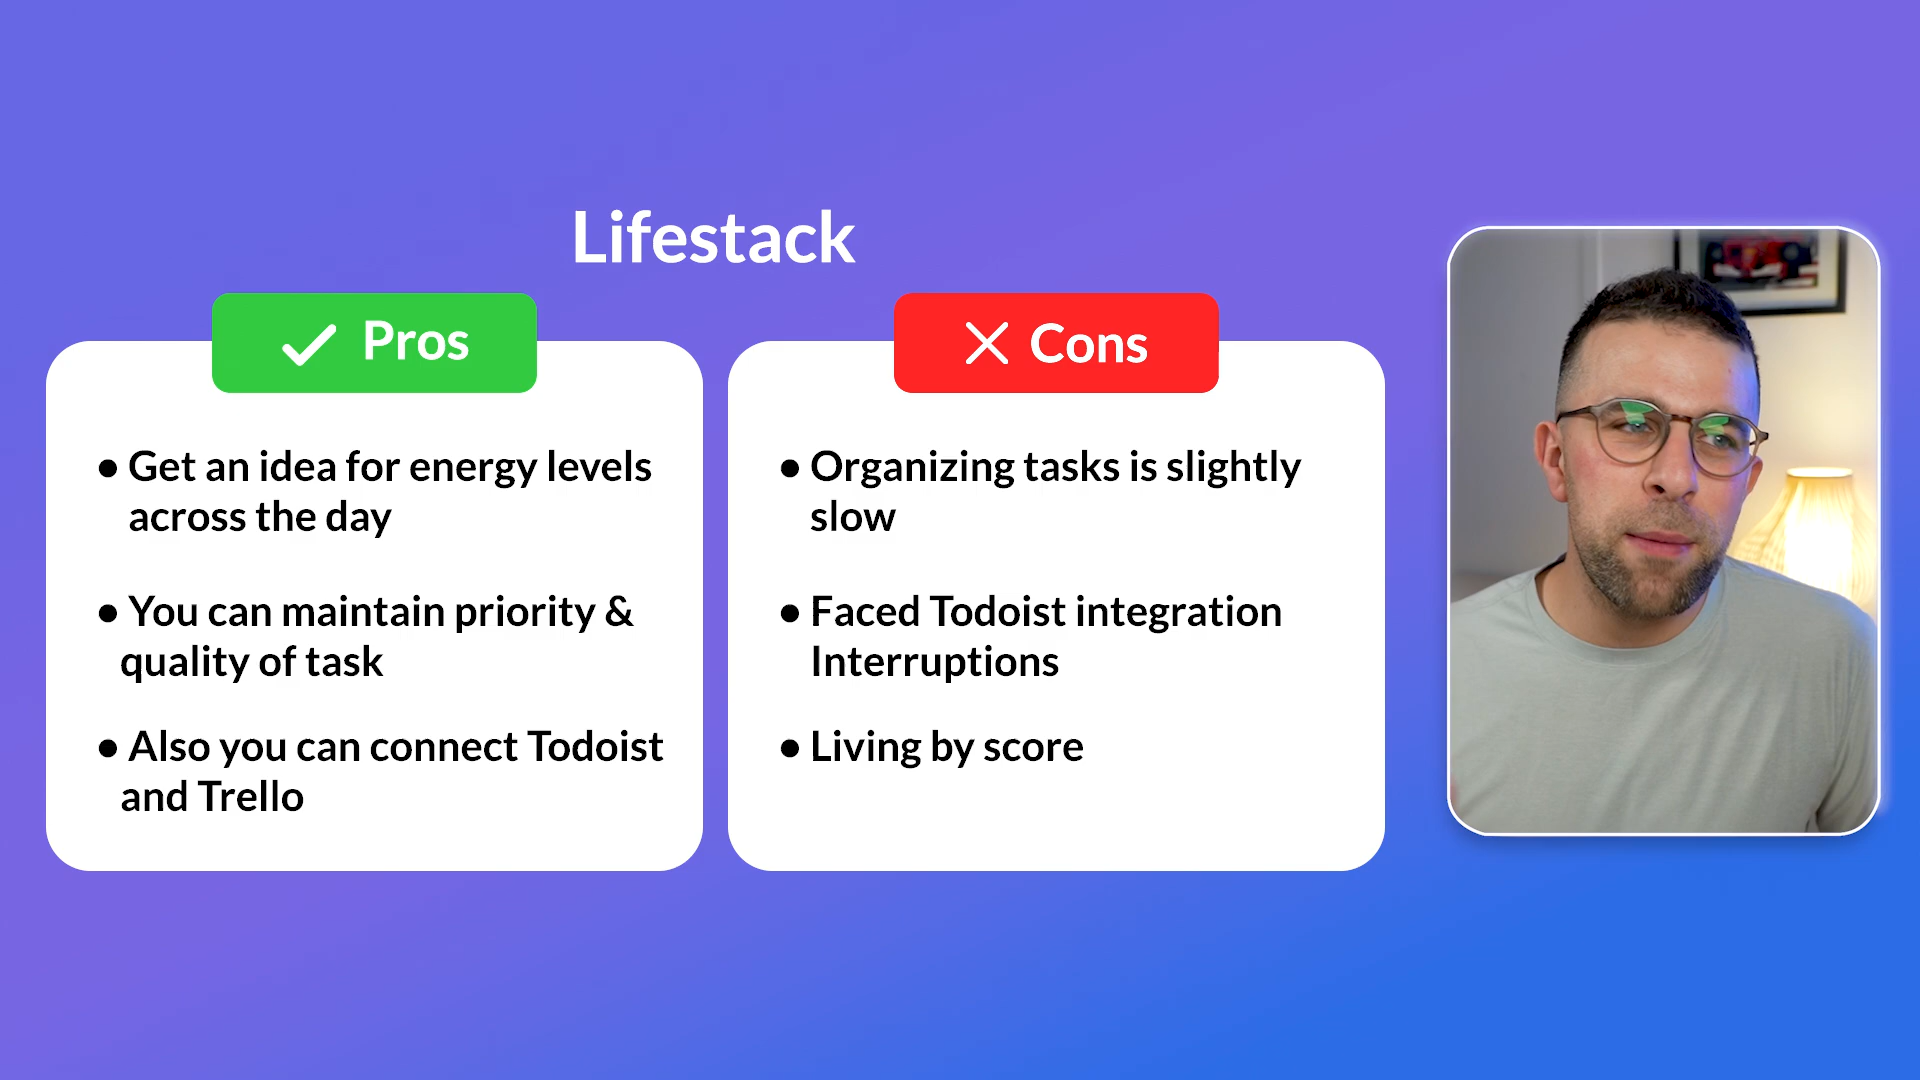 Lifestack
Pros
• Get an idea for energy levels
across the day
• You can maintain priority &
quality of task
• Also you can connect Todoist
and Trello
Cons
• Organizing tasks is slightly
slow
• Faced Todoist integration
Interruptions
• Living by score